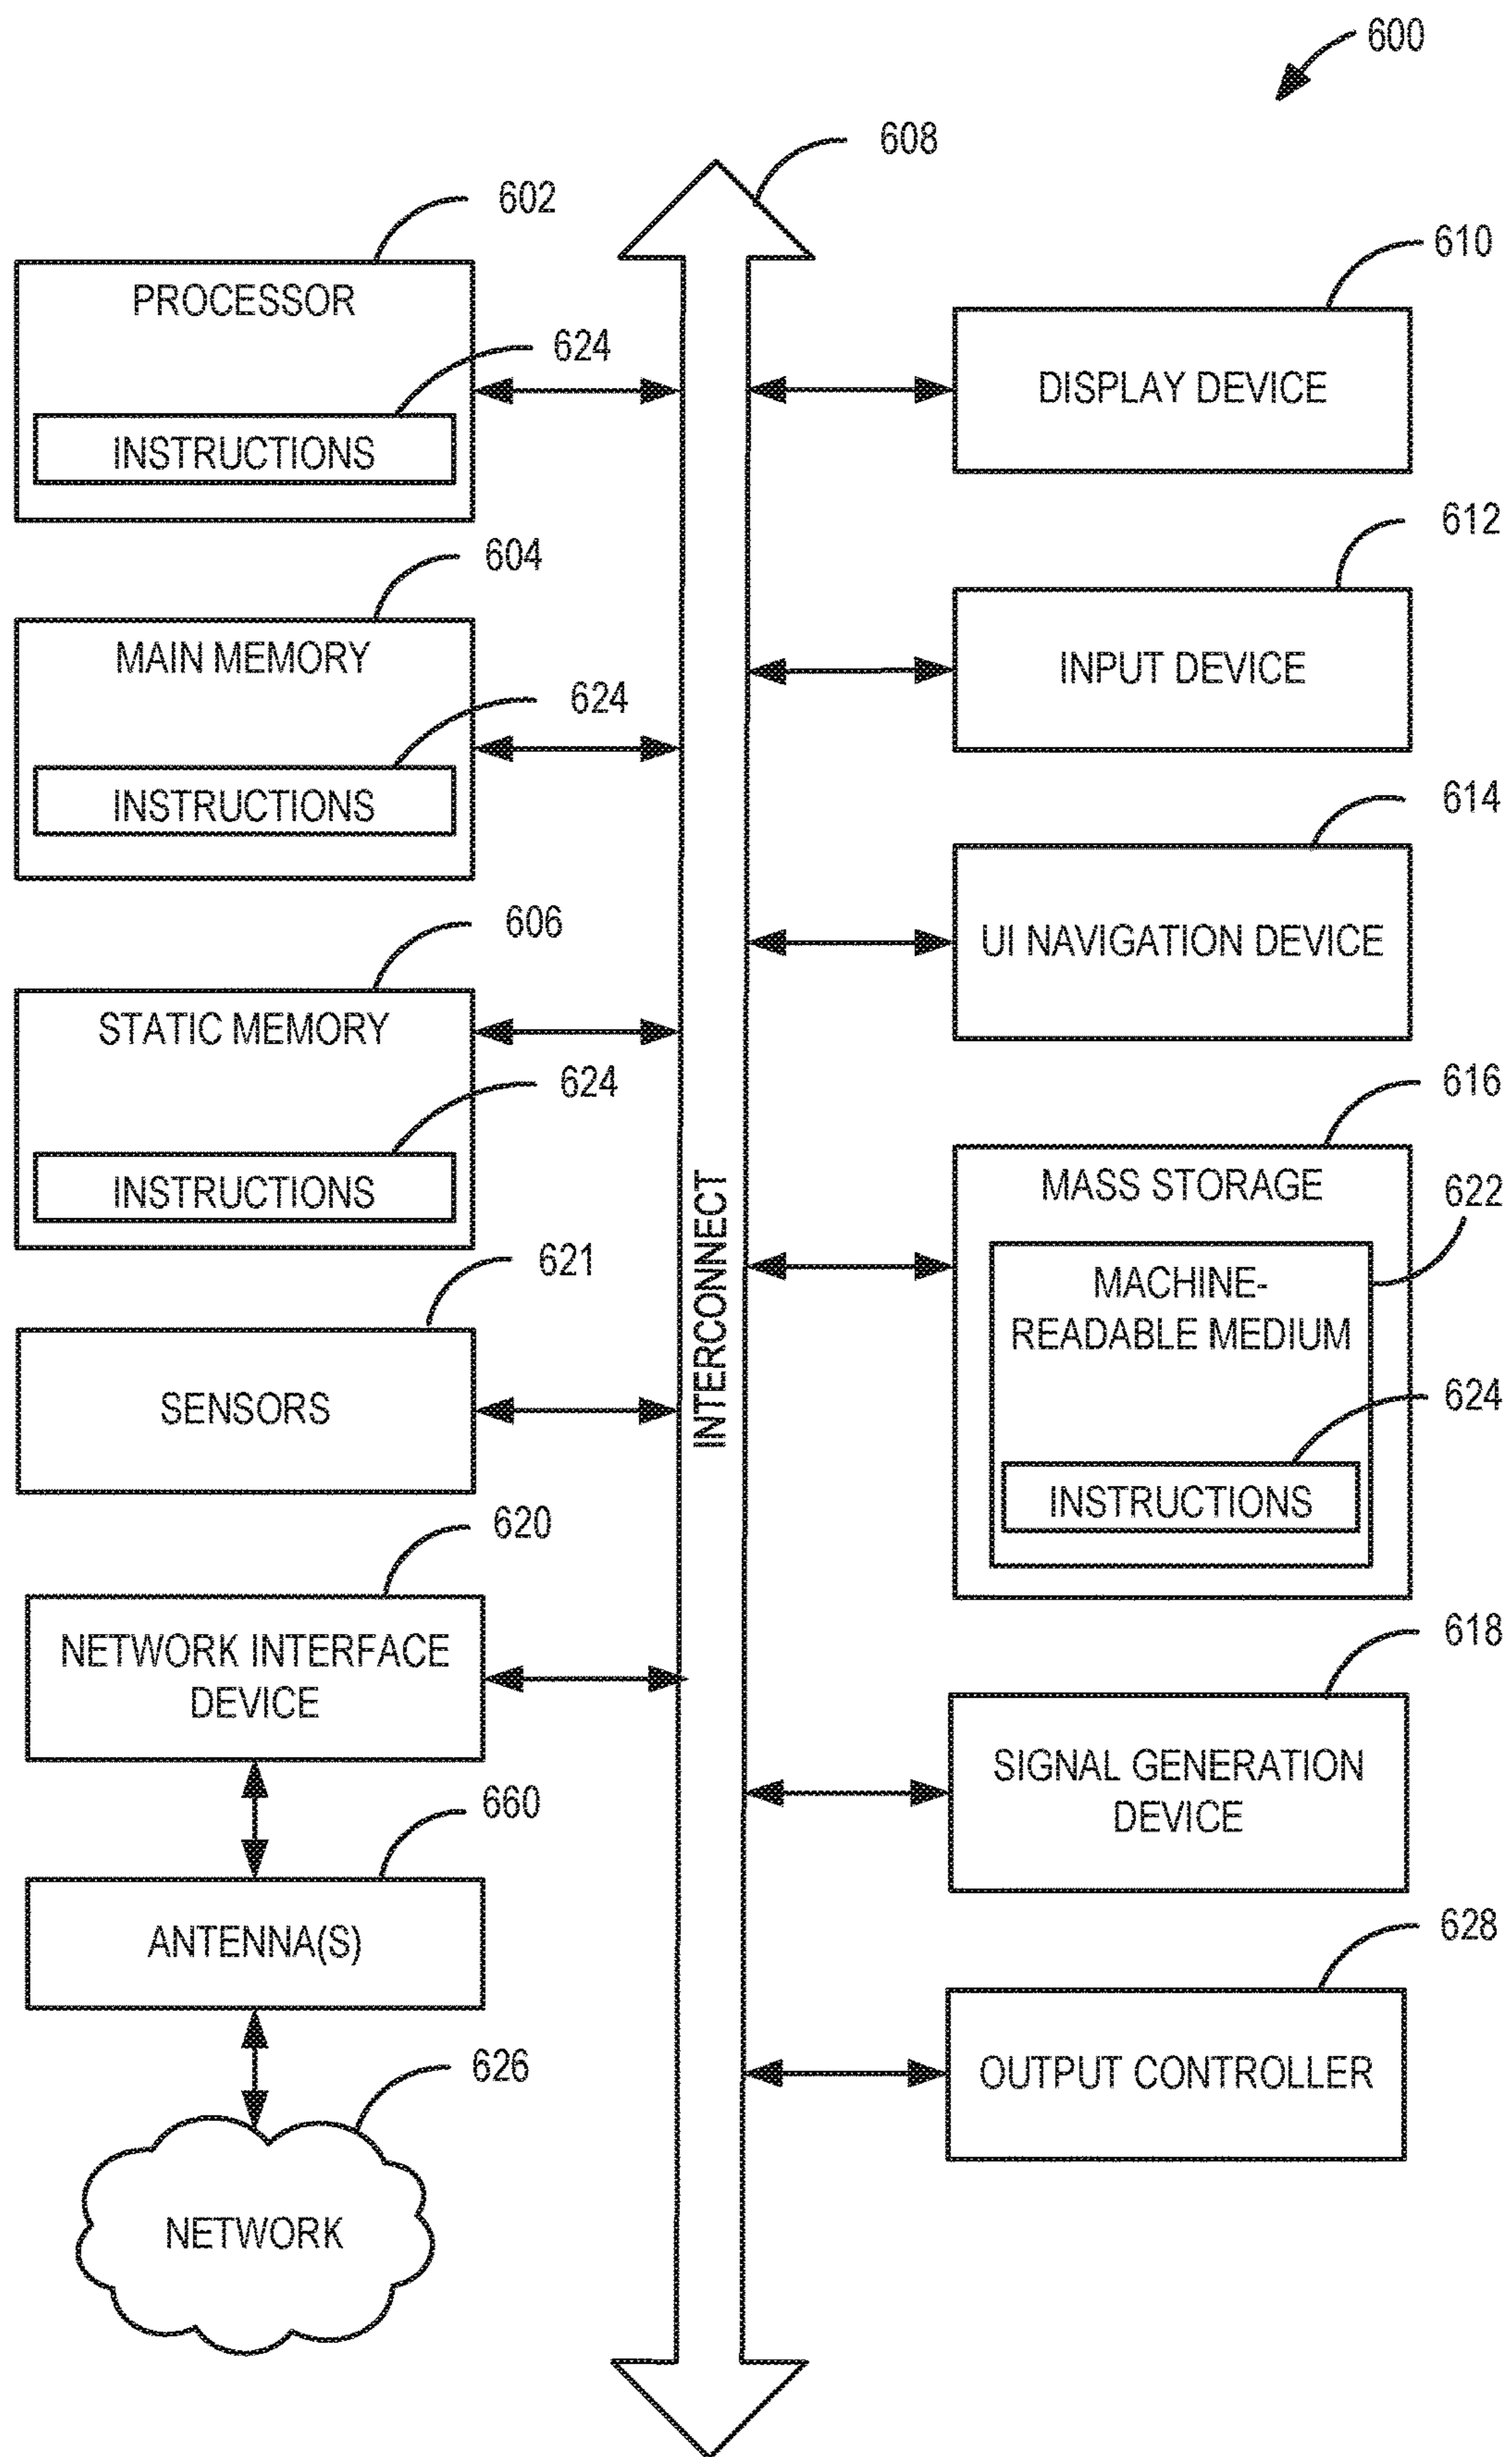 600
608
602
PROCESSOR
624
INSTRUCTIONS
604
MAIN MEMORY
624
INSTRUCTIONS
606
STATIC MEMORY
624
INSTRUCTIONS
621
SENSORS
620
NETWORK INTERFACE
DEVICE
660
ANTENNA(S)
626
NETWORK
INTERCONNECT
610
DISPLAY DEVICE
612
INPUT DEVICE
614
UI NAVIGATION DEVICE
616
MASS STORAGE
622
MACHINE-
READABLE MEDIUM
624
INSTRUCTIONS
618
SIGNAL GENERATION
DEVICE
628
OUTPUT CONTROLLER